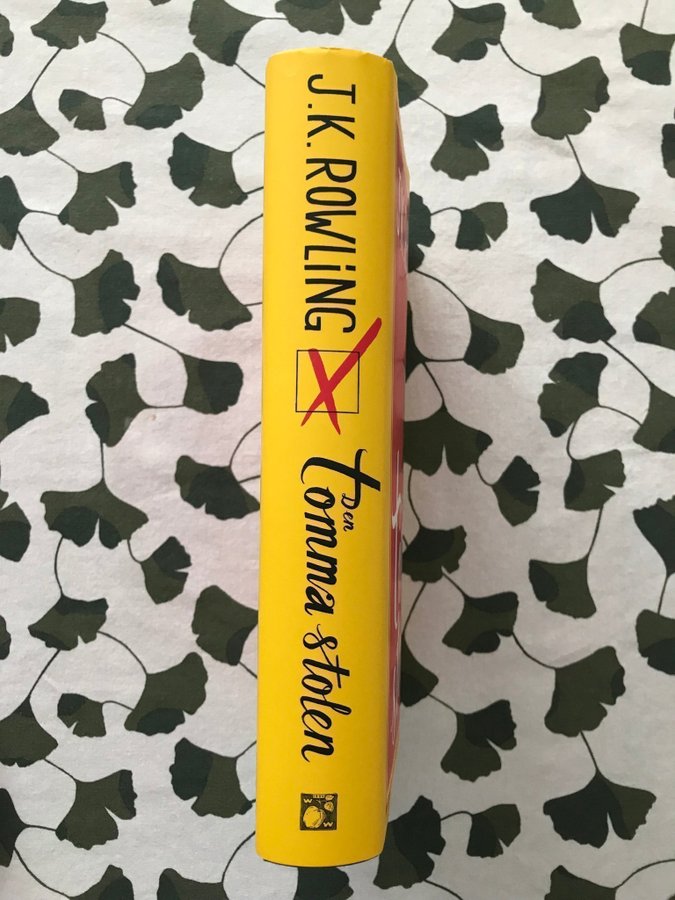 J.K. ROWLING
Den
tomma stolen